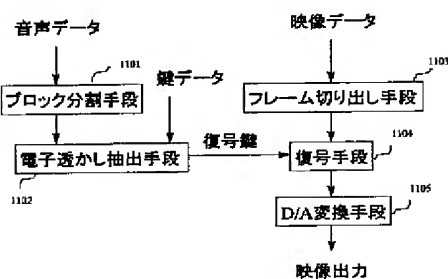 音声データ
映像データ
1101
鍵データ
1103
ブロック分割手段
フレーム切り出し手段
復号鍵
1104
電子透かし抽出手段
復号手段
1102
1105
D/A変換手段
映像出力